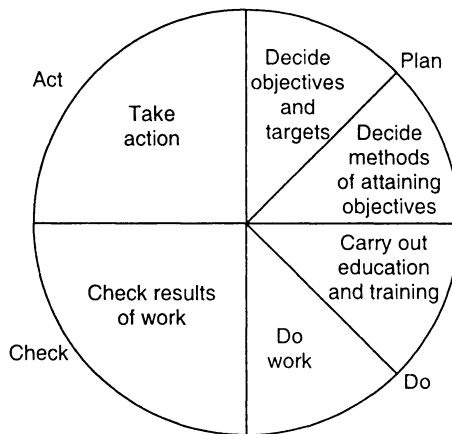 Plan
Decide
objectives
and
targets
Decide
methods
of attaining
objectives
Do
Carry out
education
and training
Do
work
Check
Check results
of work
Act
Take
action